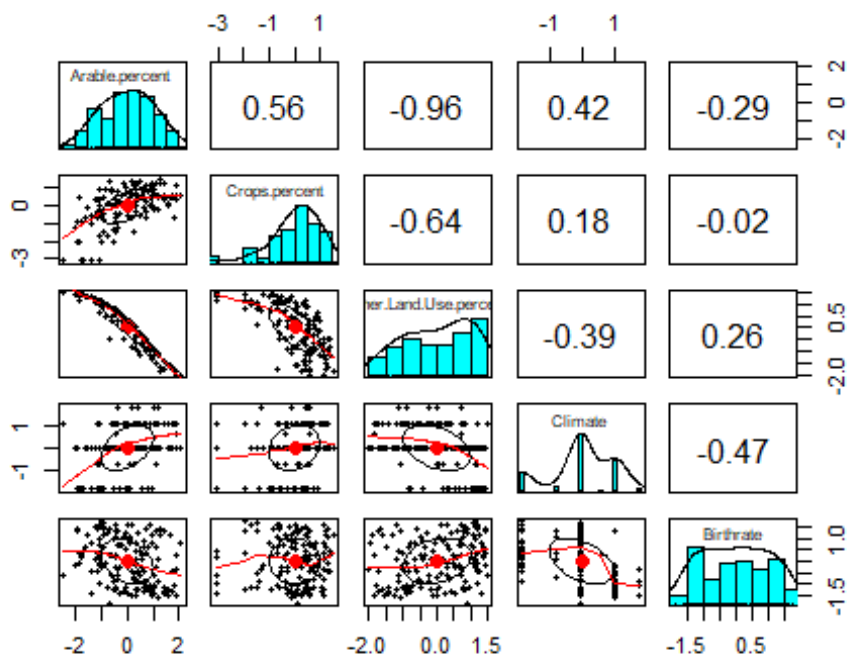 -3 -1 1 -1 1
Arable.percent 0.56 -0.96 0.42 -0.29 -2 0 2
0 -3 Crops.percent -0.64 0.18 -0.02
her.Land.Use.perce -0.39 0.26 -2.0 0.5
1 -1 Climate -0.47
Birthrate -1.5 1.0
-2 0 2 -2.0 0.0 1.5 -1.5 0.5